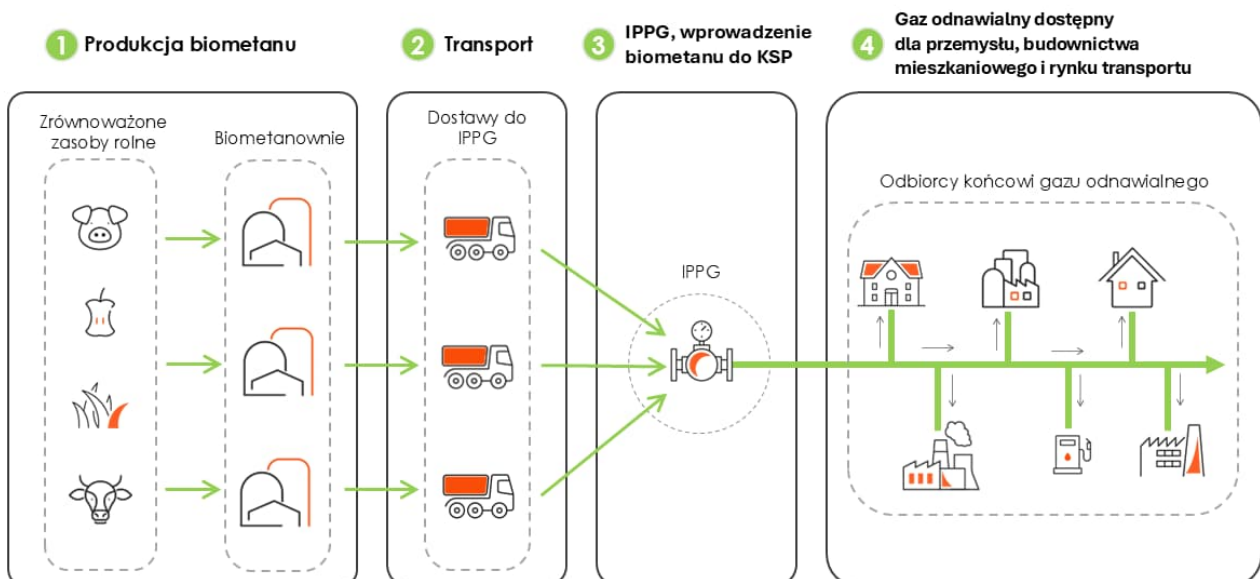 1 Produkcja biometanu
2 Transport
3 IPPG, wprowadzenie
biometanu do KSP
4 Gaz odnawialny dostępny
dla przemysłu, budownictwa
mieszkaniowego i rynku transportu
Zrównoważone
zasoby rolne
Biometanownie
Dostawy do
IPPG
IPPG
Odbiorcy końcowi gazu odnawialnego